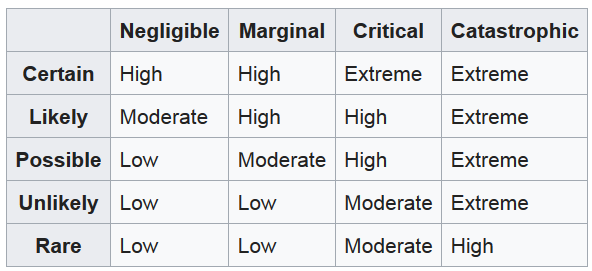 Negligible Marginal Critical Catastrophic
Certain High High Extreme Extreme
Likely Moderate High High Extreme
Possible Low Moderate High Extreme
Unlikely Low Low Moderate Extreme
Rare Low Low Moderate High